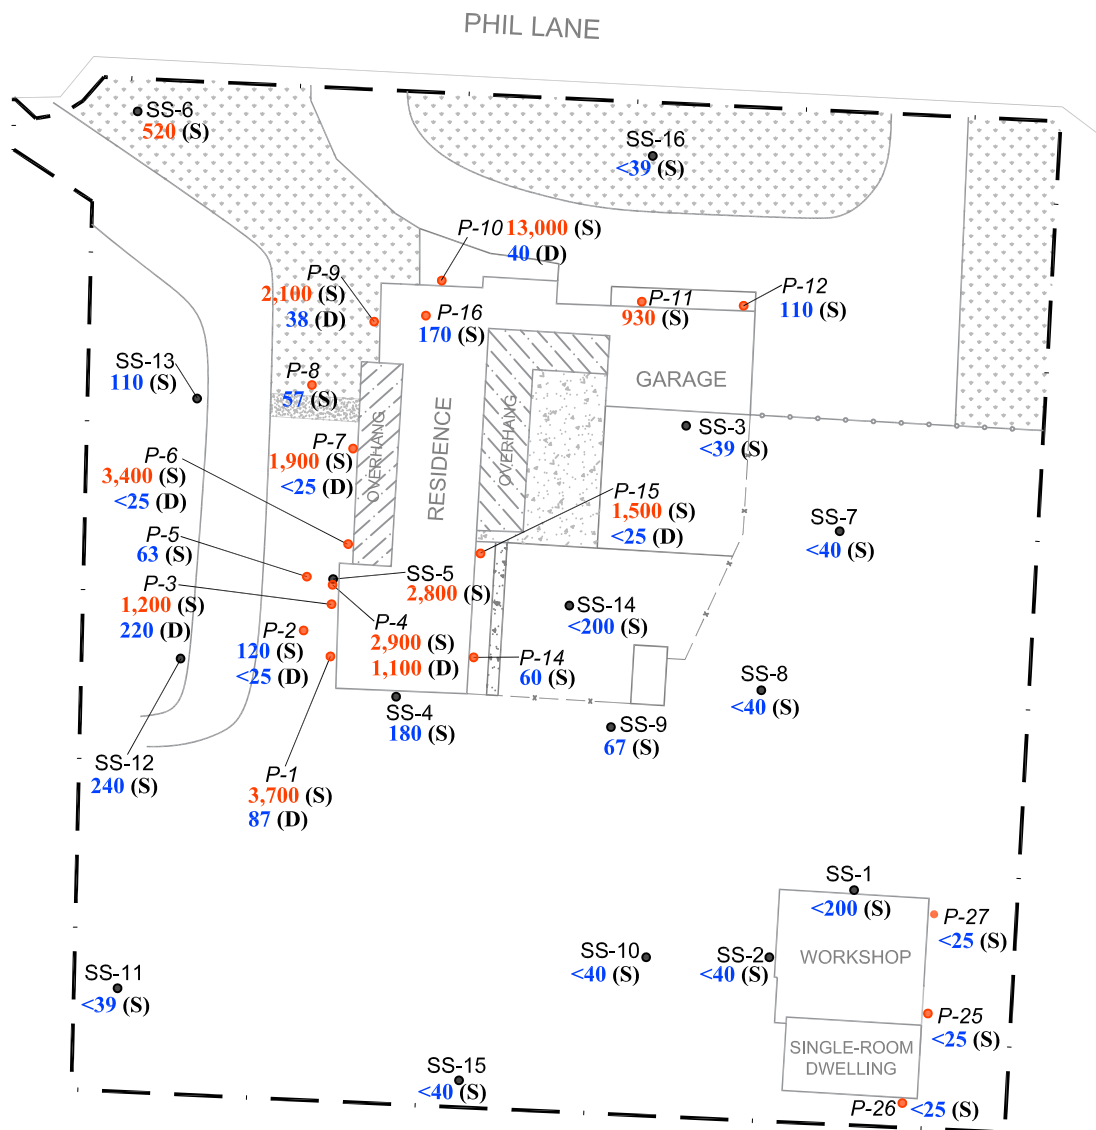 PHIL LANE
SS-6
520 (S)
SS-16
<39 (S)
P-10 13,000 (S)
40 (D)
P-9
2,100 (S)
38 (D)
P-16
170 (S)
P-11
930 (S)
P-12
110 (S)
SS-13
110 (S)
P-8
57 (S)
GARAGE
OVERHANG
RESIDENCE
OVERHANG
SS-3
<39 (S)
P-7
1,900 (S)
<25 (D)
P-6
3,400 (S)
<25 (D)
P-15
1,500 (S)
<25 (D)
SS-7
<40 (S)
P-5
63 (S)
P-3
1,200 (S)
220 (D)
SS-5
2,800 (S)
P-4
2,900 (S)
1,100 (D)
SS-14
<200 (S)
P-2
120 (S)
<25 (D)
P-14
60 (S)
SS-8
<40 (S)
SS-4
180 (S)
SS-9
67 (S)
SS-12
240 (S)
P-1
3,700 (S)
87 (D)
SS-1
<200 (S)
P-27
<25 (S)
SS-10
<40 (S)
SS-2
<40 (S)
WORKSHOP
SS-11
<39 (S)
P-25
<25 (S)
SINGLE-ROOM
DWELLING
SS-15
<40 (S)
P-26 <25 (S)